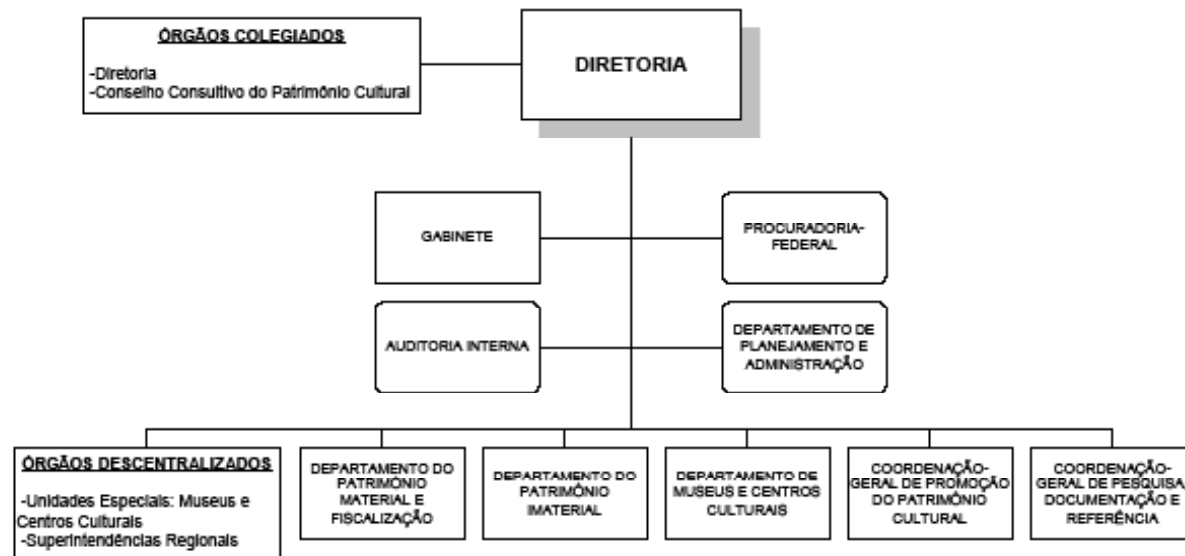 ÓRGÃOS COLEGIADOS
-Diretoria
-Conselho Consultivo do Patrimônio Cultural
DIRETORIA
GABINETE
PROCURADORIA-
FEDERAL
AUDITORIA INTERNA
DEPARTAMENTO DE
PLANEJAMENTO E
ADMINISTRAÇÃO
ÓRGÃOS DESCENTRALIZADOS
-Unidades Especiais: Museus e
Centros Culturais
-Superintendências Regionais
DEPARTAMENTO DO
PATRIMÔNIO
MATERIAL E
FISCALIZAÇÃO
DEPARTAMENTO DO
PATRIMÔNIO
IMATERIAL
DEPARTAMENTO DE
MUSEUS E CENTROS
CULTURAIS
COORDENAÇÃO-
GERAL DE PROMOÇÃO
DO PATRIMÔNIO
CULTURAL
COORDENAÇÃO-
GERAL DE PESQUISA,
DOCUMENTAÇÃO E
REFERÊNCIA